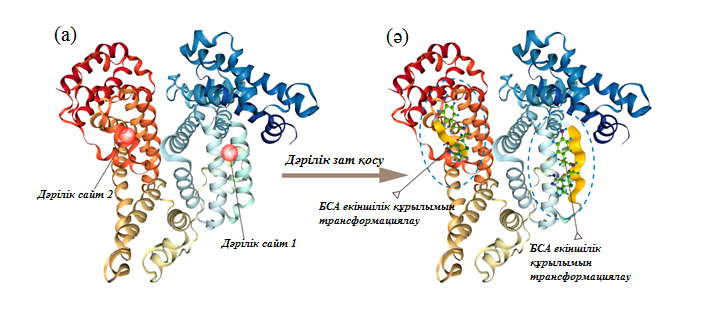 (а)
(ә)
Дәрілік зат қосу
Дәрілік сайт 2
БСА екіншілік құрылымын
трансформациялау
Дәрілік сайт 1
БСА екіншілік
құрылымын
трансформациялау